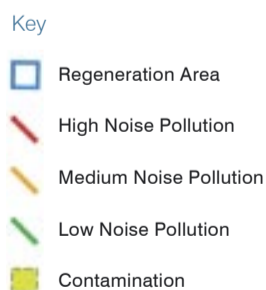 Key
Regeneration Area
High Noise Pollution
Medium Noise Pollution
Low Noise Pollution
Contamination